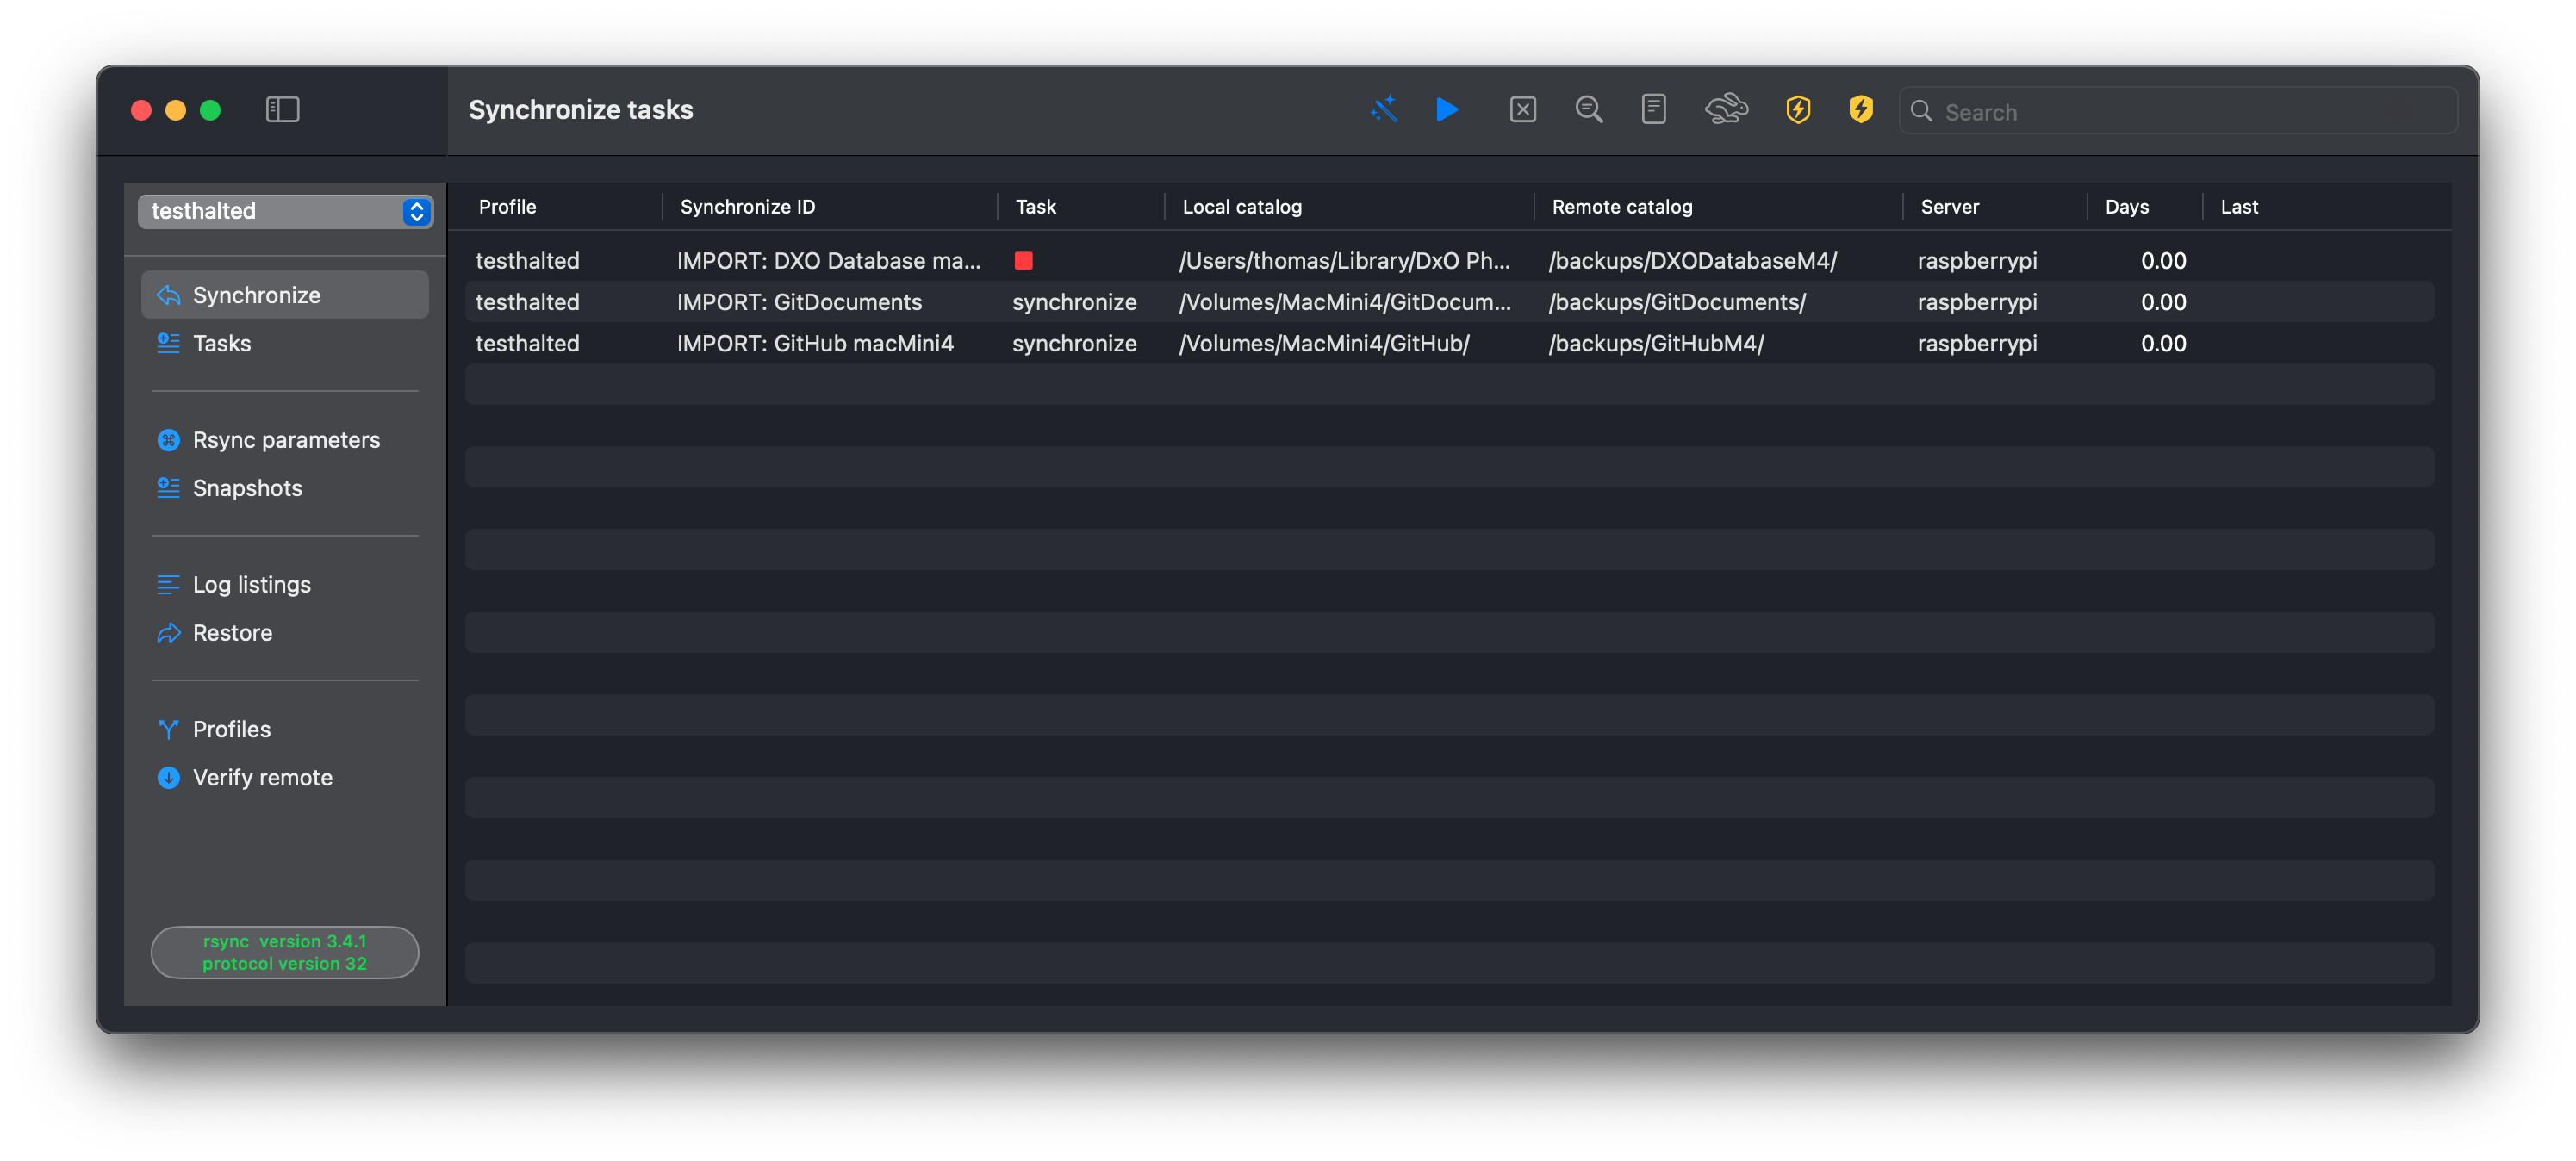 Synchronize tasks
Search
testhalted
Synchronize
Tasks
Rsync parameters
Snapshots
Log listings
Restore
Profiles
Verify remote
rsync  version 3.4.1
protocol version 32
Profile Synchronize ID Task Local catalog Remote catalog Server Days Last
testhalted IMPORT: DXO Database ma... /Users/thomas/Library/DxO Ph... /backups/DXODatabaseM4/ raspberrypi 0.00
testhalted IMPORT: GitDocuments synchronize /Volumes/MacMini4/GitDocum... /backups/GitDocuments/ raspberrypi 0.00
testhalted IMPORT: GitHub macMini4 synchronize /Volumes/MacMini4/GitHub/ /backups/GitHubM4/ raspberrypi 0.00